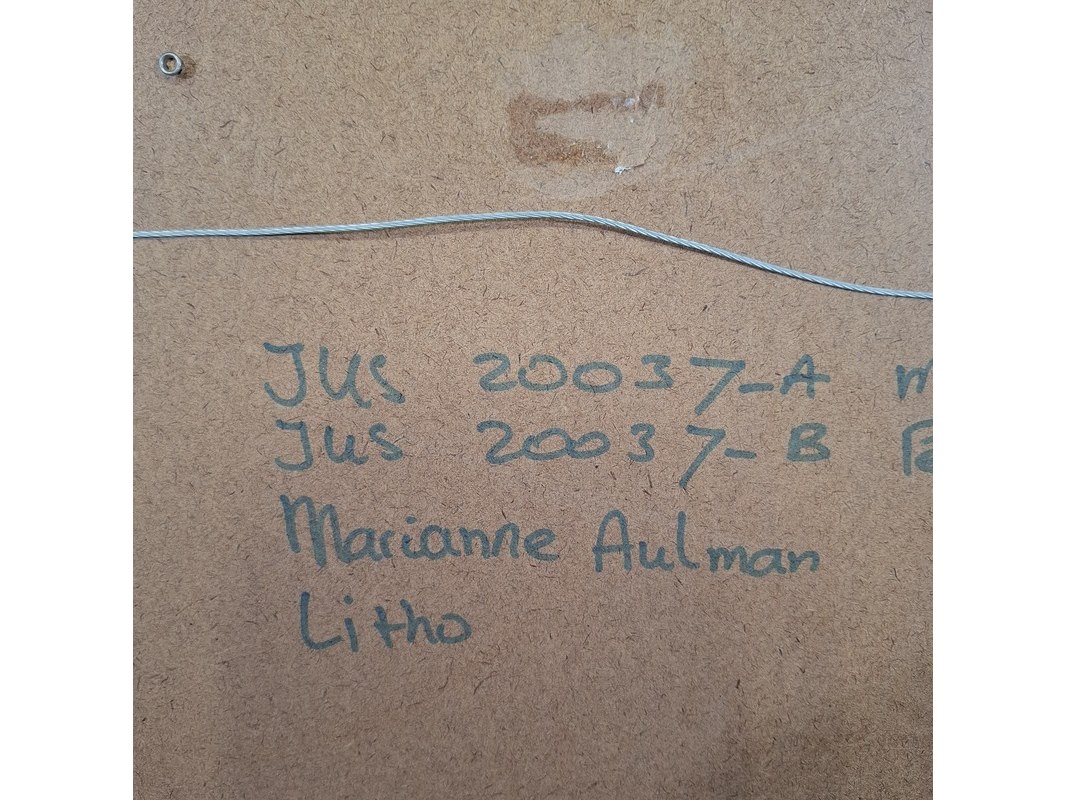 JUS 20037-A
JUS 20037-B
Marianne Aulman
Litho